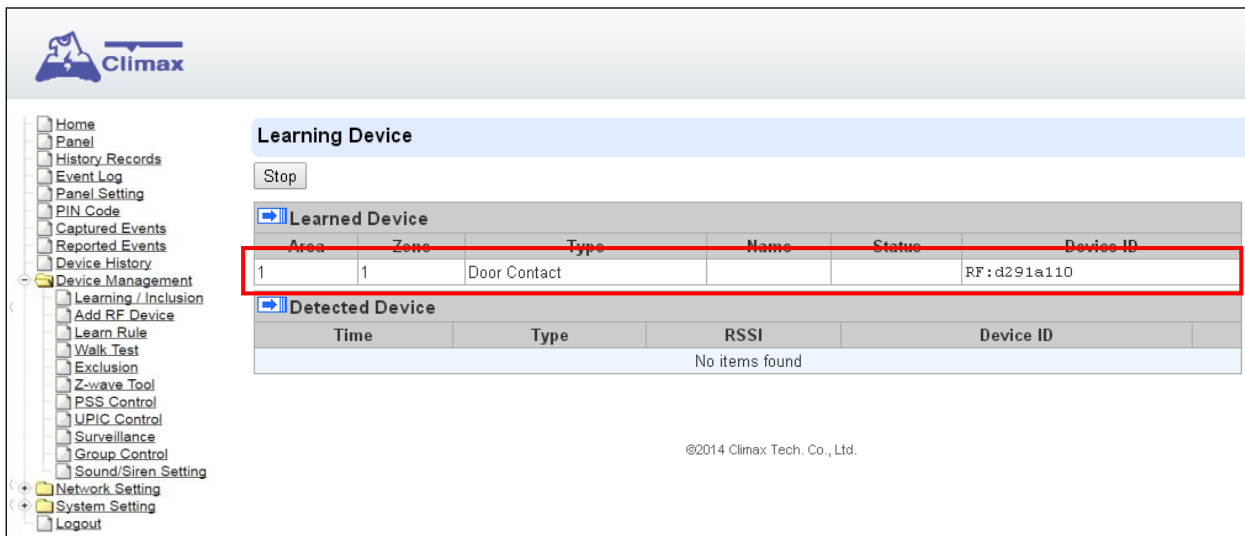 Climax
Home
Panel
History Records
Event Log
Panel Setting
PIN Code
Captured Events
Reported Events
Device History
Device Management
Learning / Inclusion
Add RF Device
Learn Rule
Walk Test
Exclusion
Z-wave Tool
PSS Control
UPIC Control
Surveillance
Group Control
Sound/Siren Setting
Network Setting
System Setting
Logout
Learning Device
Stop
Learned Device
Area Zone Type Name Status Device ID
1 1 Door Contact RF:d291a110
Detected Device
Time Type RSSI Device ID
No items found
©2014 Climax Tech. Co., Ltd.